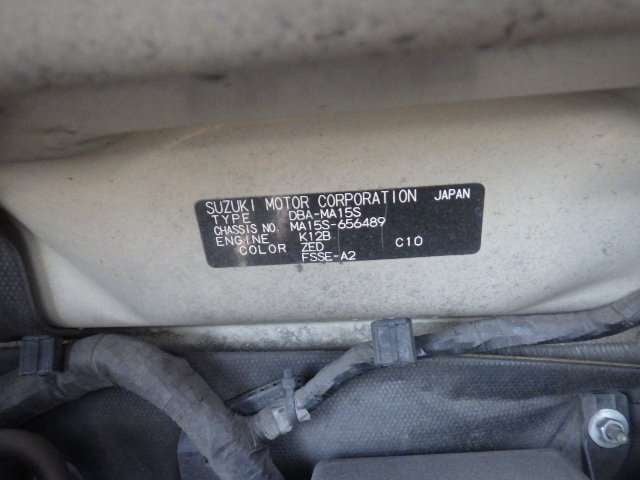 SUZUKI MOTOR CORPORATION JAPAN
TYPE DBA-MA15S
CHASSIS NO. MA15S-656489
ENGINE K12B
COLOR ZED C10
FSSE-A2